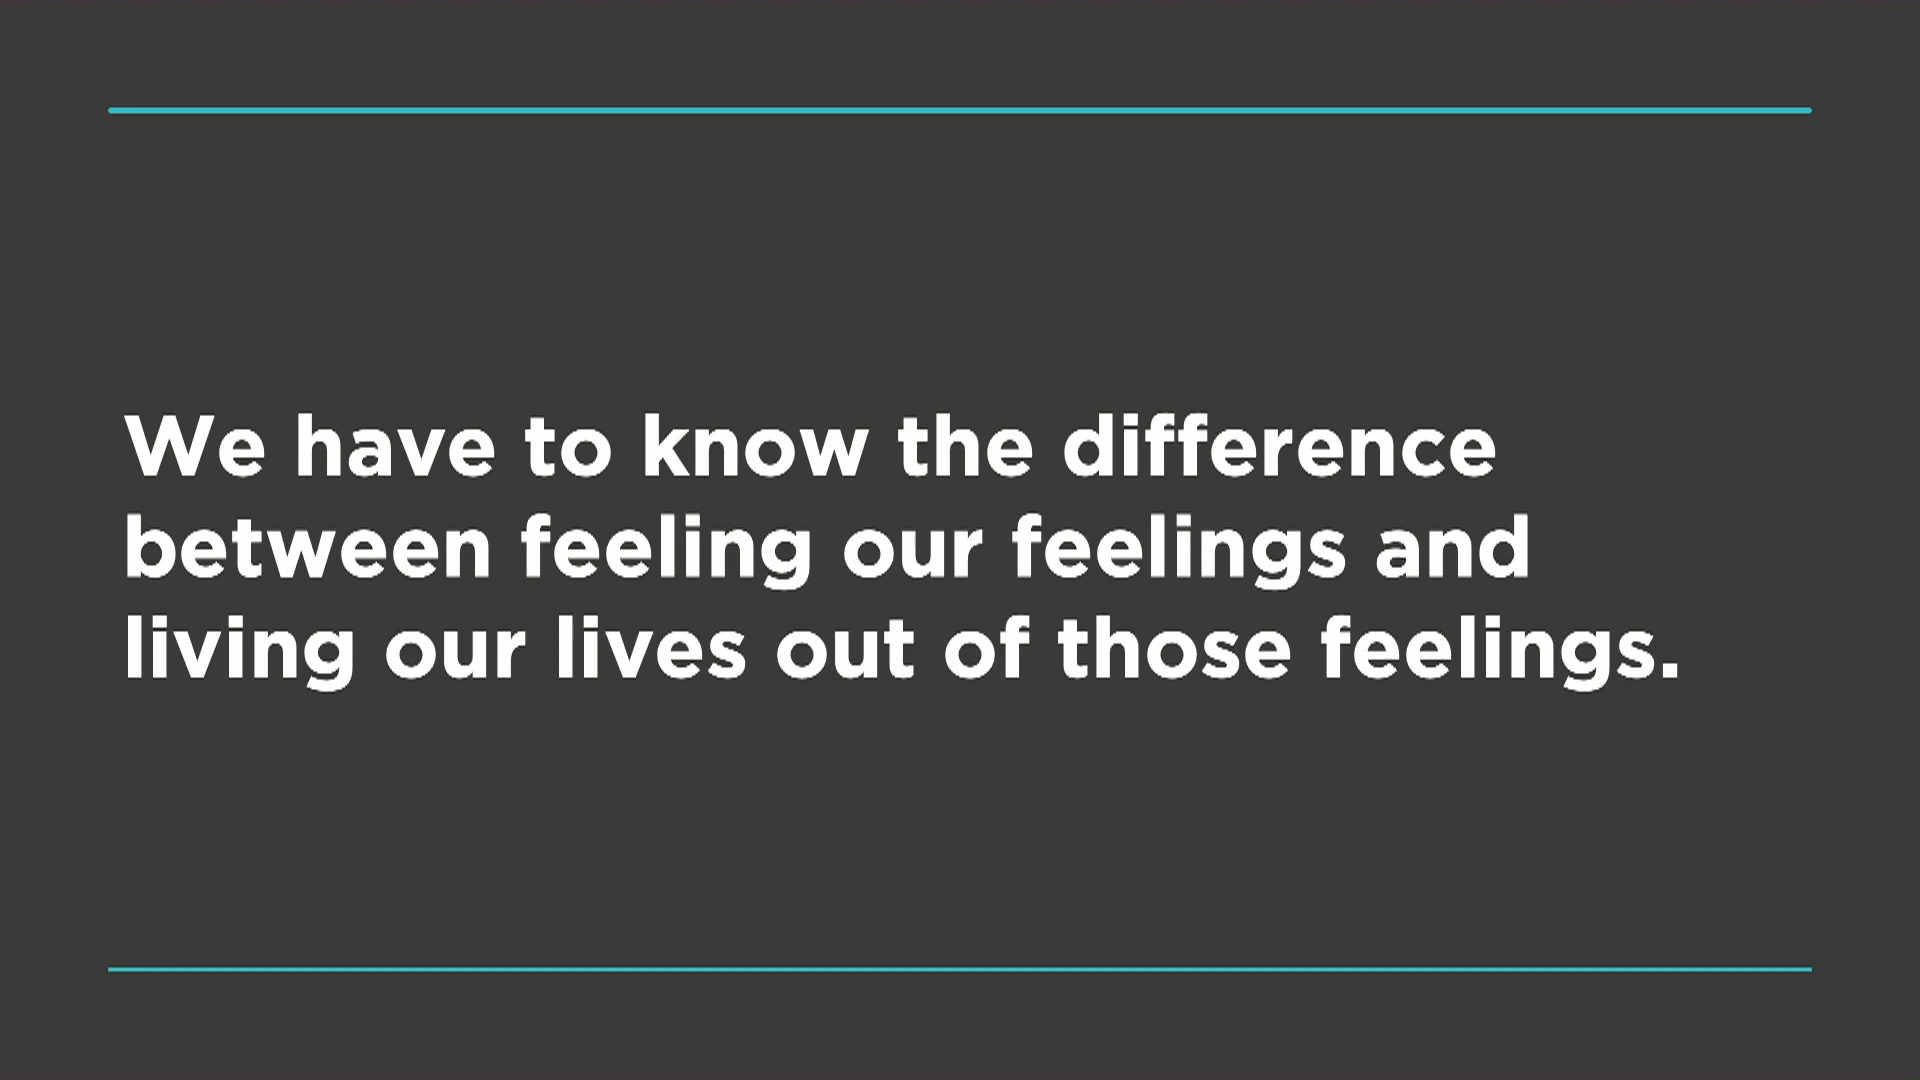 We have to know the difference
between feeling our feelings and
living our lives out of those feelings.